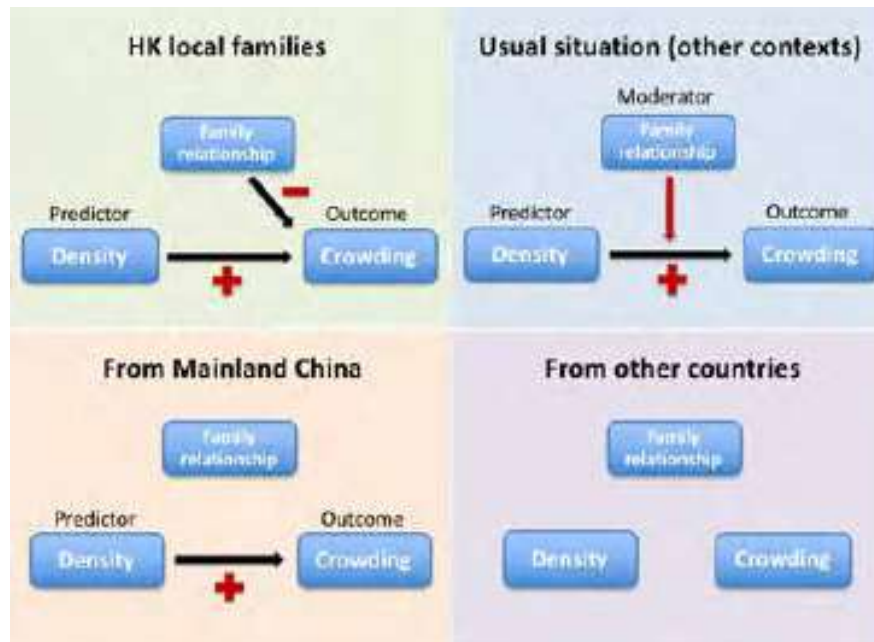 HK local families
Family
relationship
Predictor
Outcome
Density
Crowding
Usual situation (other contexts)
Moderator
Family
relationship
Predictor
Outcome
Density
Crowding
From Mainland China
Family
relationship
Predictor
Outcome
Density
Crowding
From other countries
Family
relationship
Density
Crowding